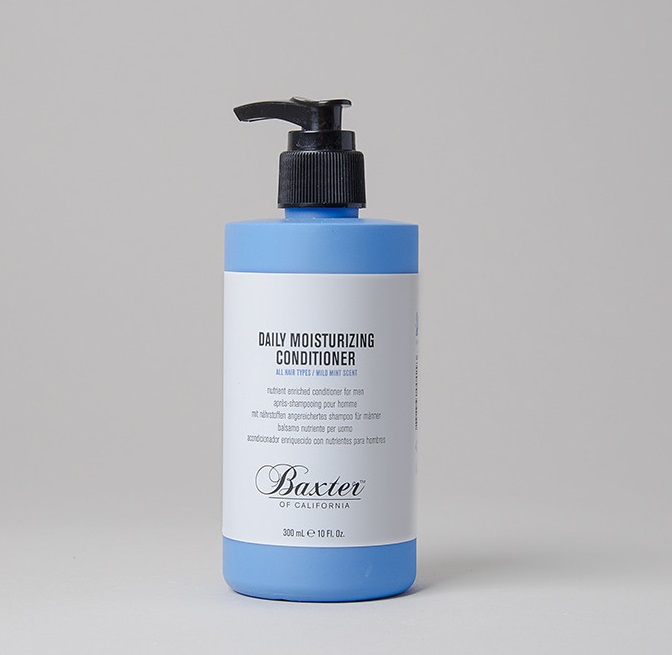 DAILY MOISTURIZING
CONDITIONER
ALL HAIR TYPES / MILD MINT SCENT
nutrient enriched conditioner for men
après-shampooing pour homme
mit nährstoffen angereichertes shampoo für männer
balsamo nutriente per uomo
acondicionador enriquecido con nutrientes para hombres
Baxter™
OF CALIFORNIA
300 mL ℮ 10 Fl. Oz.